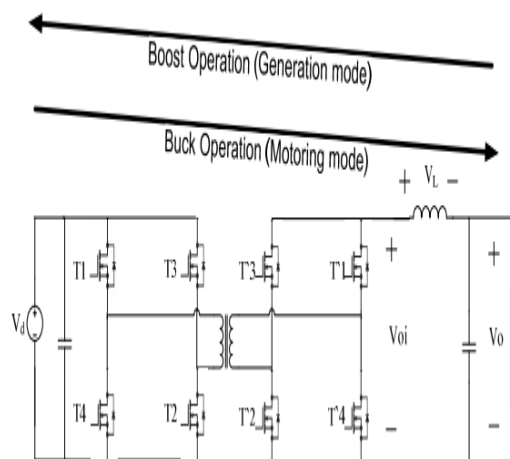 Boost Operation (Generation mode)
Buck Operation (Motoring mode)
+ VL −
T1 T3 T'3 T'1 + +
Vd Voi Vo
T4 T2 T'2 T'4 − −